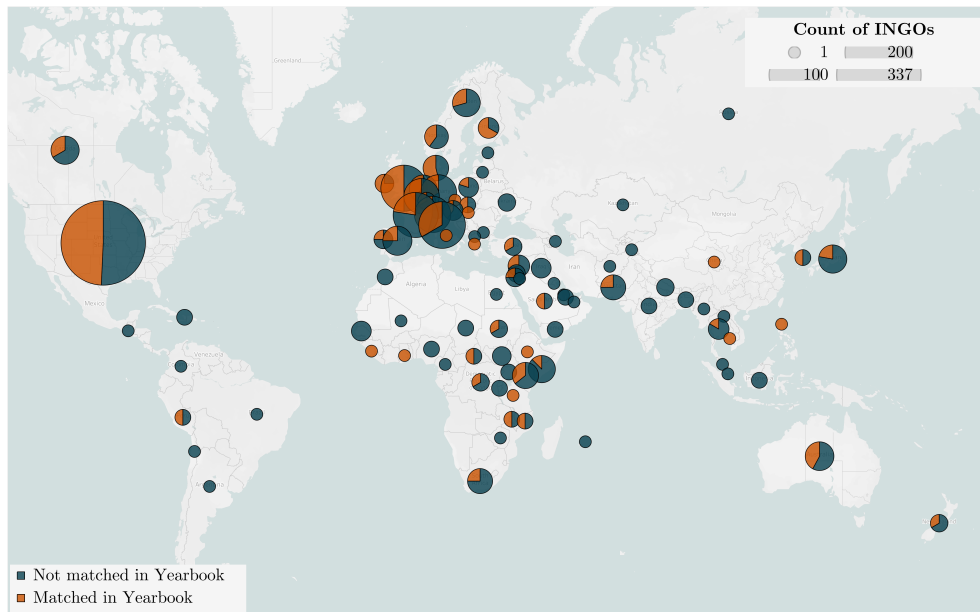 Count of INGOs
1 200
100 337
Greenland
Mexico
Venezuela
Algeria
Libya
Iran
Mongolia
Belarus
Not matched in Yearbook
Matched in Yearbook